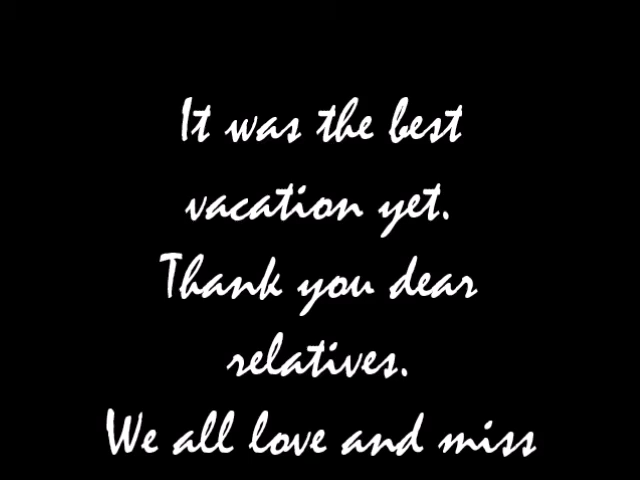 It was the best
vacation yet.
Thank you dear
relatives.
We all love and miss